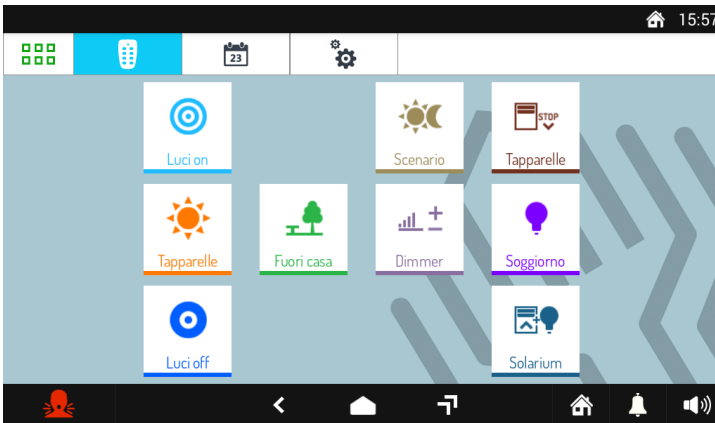 15:57
23
Luci on
Scenario
STOP
Tapparelle
Tapparelle
Fuori casa
Dimmer
Soggiorno
Luci off
Solarium